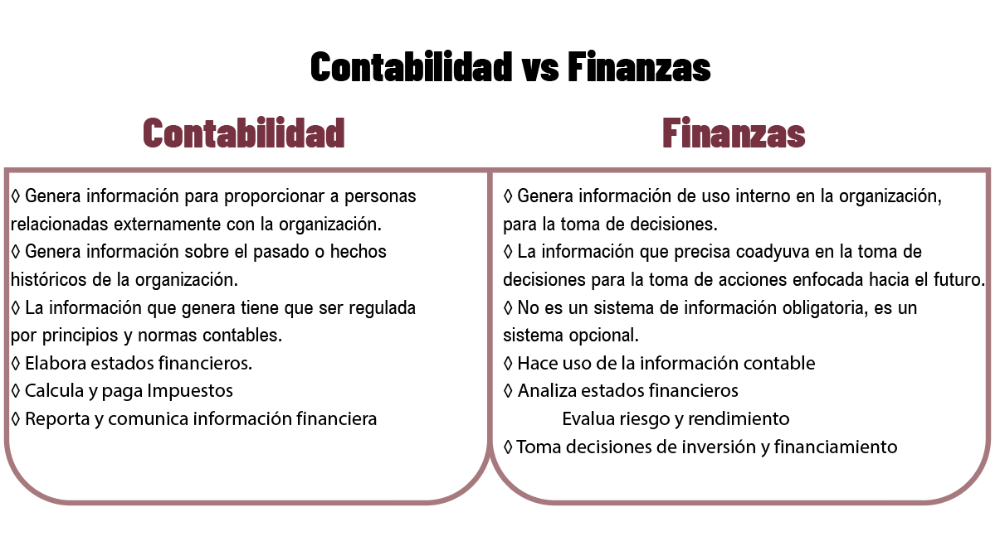 Contabilidad vs Finanzas
Contabilidad
◊ Genera información para proporcionar a personas
relacionadas externamente con la organización.
◊ Genera información sobre el pasado o hechos
históricos de la organización.
◊ La información que genera tiene que ser regulada
por principios y normas contables.
◊ Elabora estados financieros.
◊ Calcula y paga Impuestos
◊ Reporta y comunica información financiera
Finanzas
◊ Genera información de uso interno en la organización,
para la toma de decisiones.
◊ La información que precisa coadyuva en la toma de
decisiones para la toma de acciones enfocada hacia el futuro.
◊ No es un sistema de información obligatoria, es un
sistema opcional.
◊ Hace uso de la información contable
◊ Analiza estados financieros
Evalua riesgo y rendimiento
◊ Toma decisiones de inversión y financiamiento